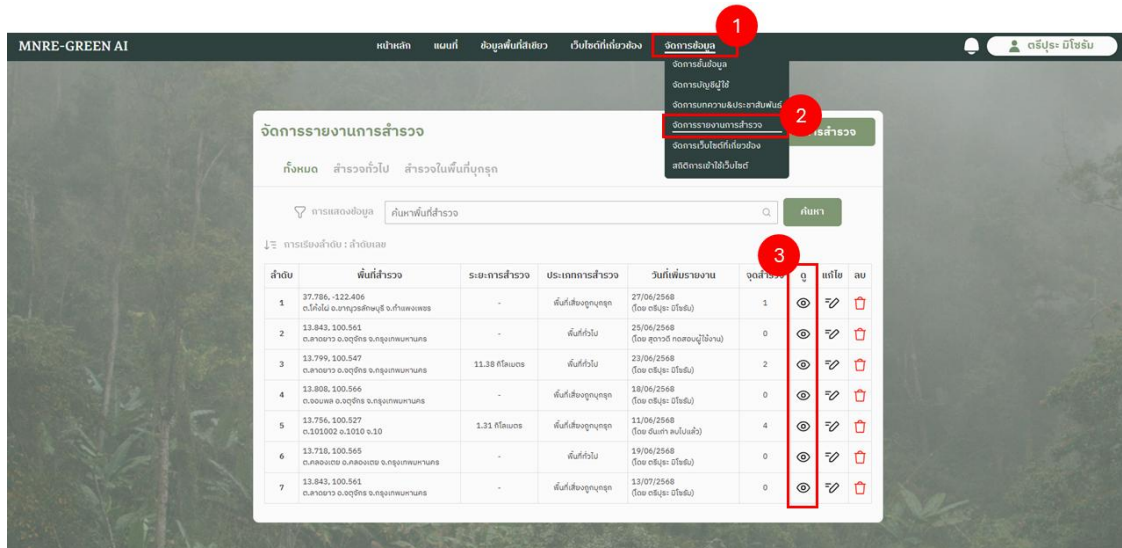 1
MNRE-GREEN AI หน้าหลัก แผนที่ ข้อมูลพื้นที่สีเขียว เว็บไซต์ที่เกี่ยวข้อง จัดการข้อมูล ตรีปุระ มิโซรัม
จัดการชั้นข้อมูล
จัดการบัญชีผู้ใช้
จัดการบทความ&ประชาสัมพันธ์
2
จัดการรายงานการสำรวจ จัดการรายงานการสำรวจ รสำรวจ
จัดการเว็บไซต์ที่เกี่ยวข้อง
สถิติการเข้าใช้เว็บไซต์
ทั้งหมด สำรวจทั่วไป สำรวจในพื้นที่บุกรุก
การแสดงข้อมูล ค้นหาพื้นที่สำรวจ ค้นหา
การเรียงลำดับ : ลำดับเลข
3
ลำดับ พื้นที่สำรวจ ระยะการสำรวจ ประเภทการสำรวจ วันที่เพิ่มรายงาน จุดสำรวจ ดู แก้ไข ลบ
1 37.786, -122.406 - พื้นที่เสี่ยงถูกบุกรุก 27/06/2568 1
ต.โค้งไผ่ อ.ขาณุวรลักษบุรี จ.กำแพงเพชร (โดย ตรีปุระ มิโซรัม)
2 13.843, 100.561 - พื้นที่ทั่วไป 25/06/2568 0
ต.ลาดยาว อ.จตุจักร จ.กรุงเทพมหานคร (โดย สุดาวดี ทดสอบผู้ใช้งาน)
3 13.799, 100.547 11.38 กิโลเมตร พื้นที่ทั่วไป 23/06/2568 2
ต.ลาดยาว อ.จตุจักร จ.กรุงเทพมหานคร (โดย ตรีปุระ มิโซรัม)
4 13.808, 100.566 - พื้นที่เสี่ยงถูกบุกรุก 18/06/2568 0
ต.จอมพล อ.จตุจักร จ.กรุงเทพมหานคร (โดย ตรีปุระ มิโซรัม)
5 13.756, 100.527 1.31 กิโลเมตร พื้นที่เสี่ยงถูกบุกรุก 11/06/2568 4
ต.101002 อ.1010 จ.10 (โดย อันเก่า ลบไปแล้ว)
6 13.718, 100.565 - พื้นที่ทั่วไป 19/06/2568 0
ต.คลองเตย อ.คลองเตย จ.กรุงเทพมหานคร (โดย ตรีปุระ มิโซรัม)
7 13.843, 100.561 - พื้นที่เสี่ยงถูกบุกรุก 13/07/2568 0
ต.ลาดยาว อ.จตุจักร จ.กรุงเทพมหานคร (โดย ตรีปุระ มิโซรัม)